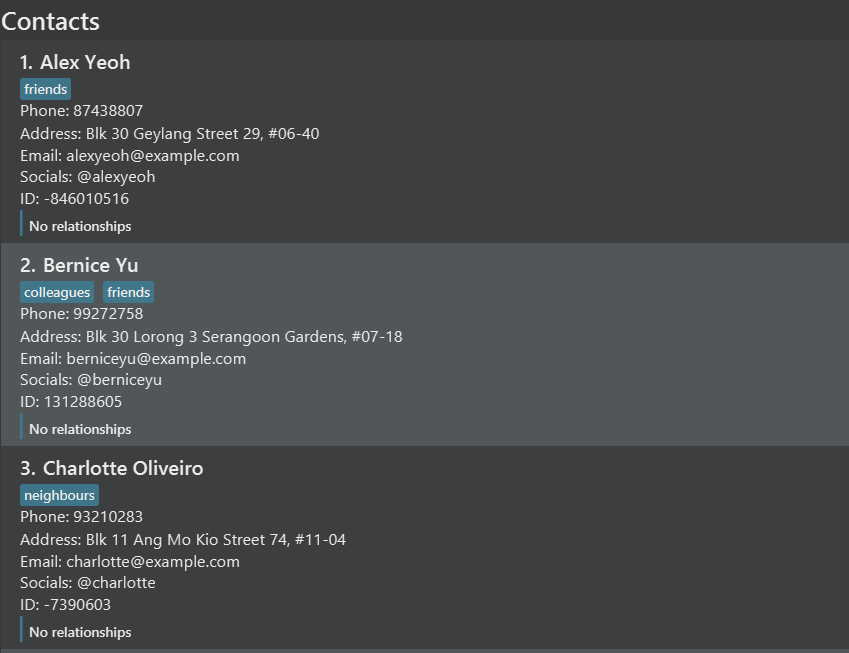 Contacts
1. Alex Yeoh
friends
Phone: 87438807
Address: Blk 30 Geylang Street 29, #06-40
Email: alexyeoh@example.com
Socials: @alexyeoh
ID: -846010516
No relationships
2. Bernice Yu
colleagues friends
Phone: 99272758
Address: Blk 30 Lorong 3 Serangoon Gardens, #07-18
Email: berniceyu@example.com
Socials: @berniceyu
ID: 131288605
No relationships
3. Charlotte Oliveiro
neighbours
Phone: 93210283
Address: Blk 11 Ang Mo Kio Street 74, #11-04
Email: charlotte@example.com
Socials: @charlotte
ID: -7390603
No relationships